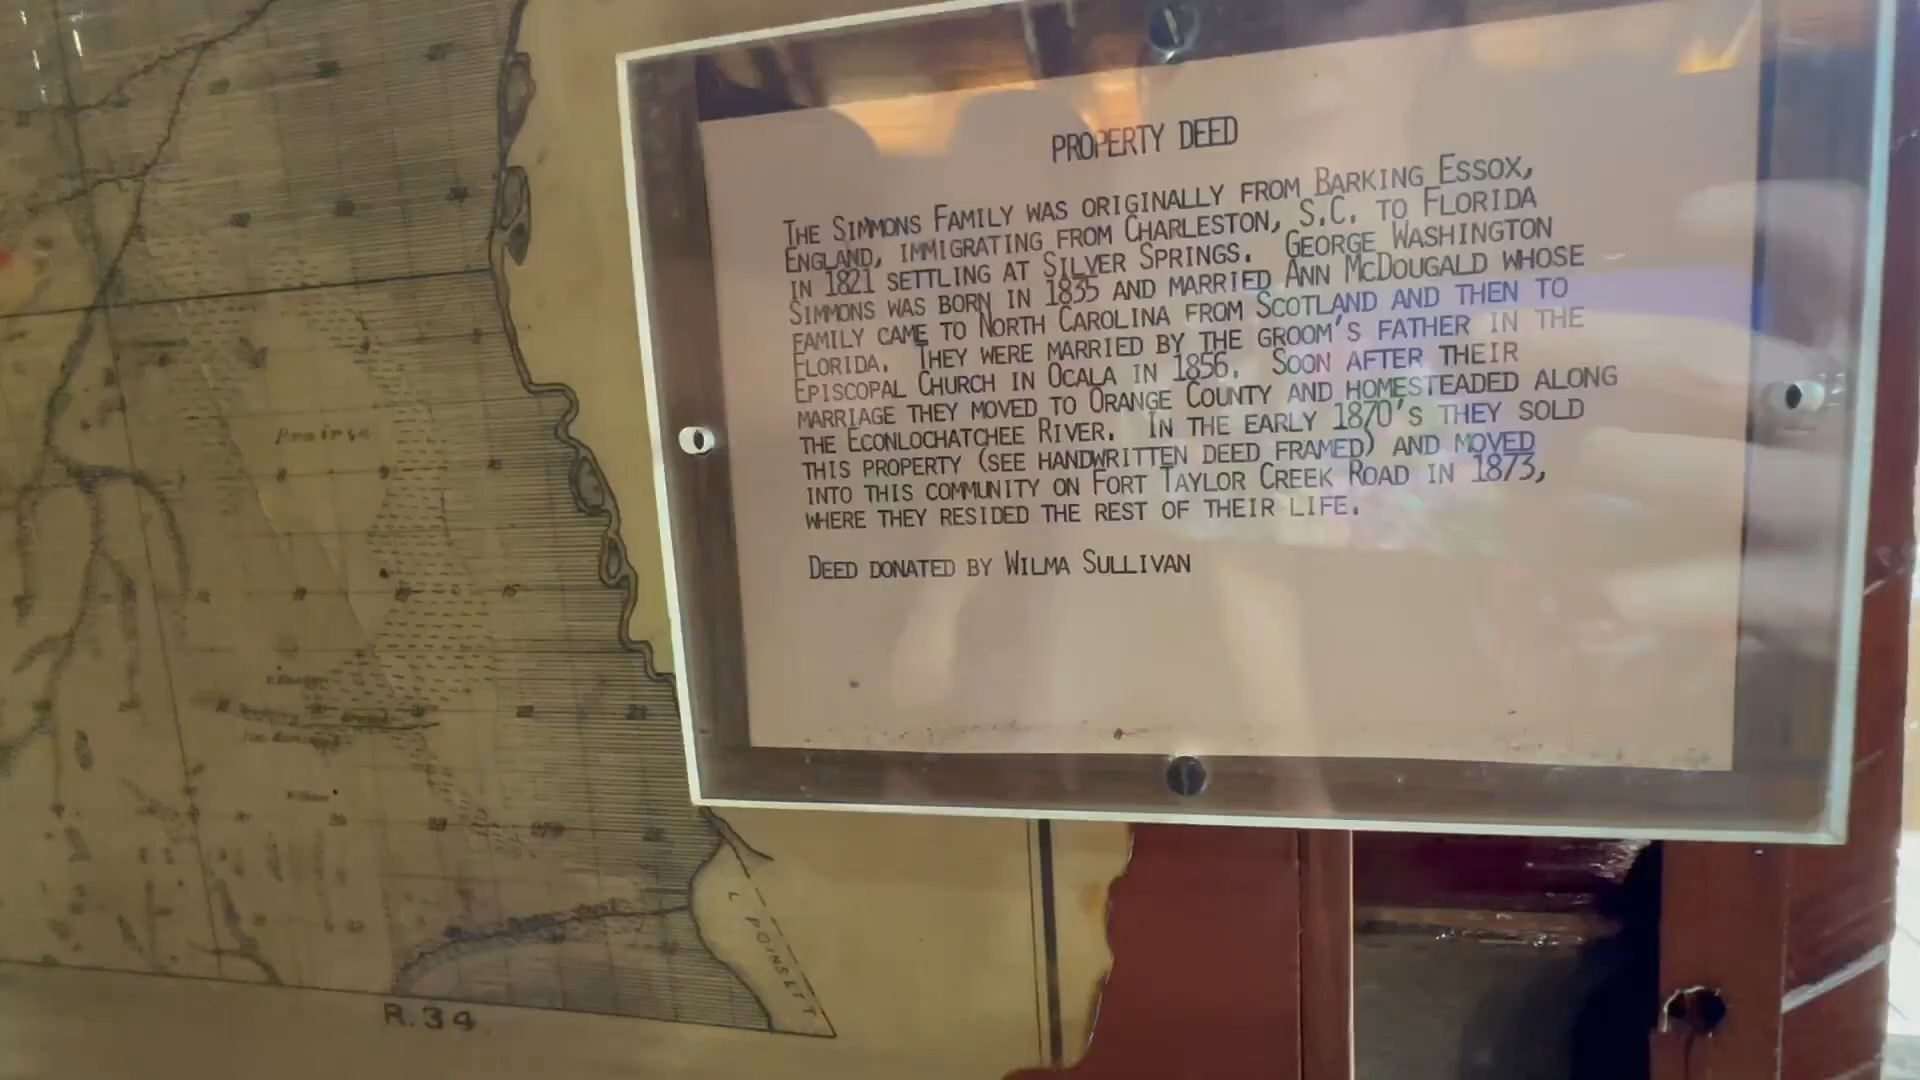 PROPERTY DEED
THE SIMMONS FAMILY WAS ORIGINALLY FROM BARKING ESSOX,
ENGLAND, IMMIGRATING FROM CHARLESTON, S.C. TO FLORIDA
IN 1821 SETTLING AT SILVER SPRINGS. GEORGE WASHINGTON
SIMMONS WAS BORN IN 1835 AND MARRIED ANN MCDOUGALD WHOSE
FAMILY CAME TO NORTH CAROLINA FROM SCOTLAND AND THEN TO
FLORIDA. THEY WERE MARRIED BY THE GROOM'S FATHER IN THE
EPISCOPAL CHURCH IN OCALA IN 1856. SOON AFTER THEIR
MARRIAGE THEY MOVED TO ORANGE COUNTY AND HOMESTEADED ALONG
THE ECONLOCHATCHEE RIVER. IN THE EARLY 1870'S THEY SOLD
THIS PROPERTY (SEE HANDWRITTEN DEED FRAMED) AND MOVED
INTO THIS COMMUNITY ON FORT TAYLOR CREEK ROAD IN 1873,
WHERE THEY RESIDED THE REST OF THEIR LIFE.
DEED DONATED BY WILMA SULLIVAN
Prairie
L POINSETT
R.34